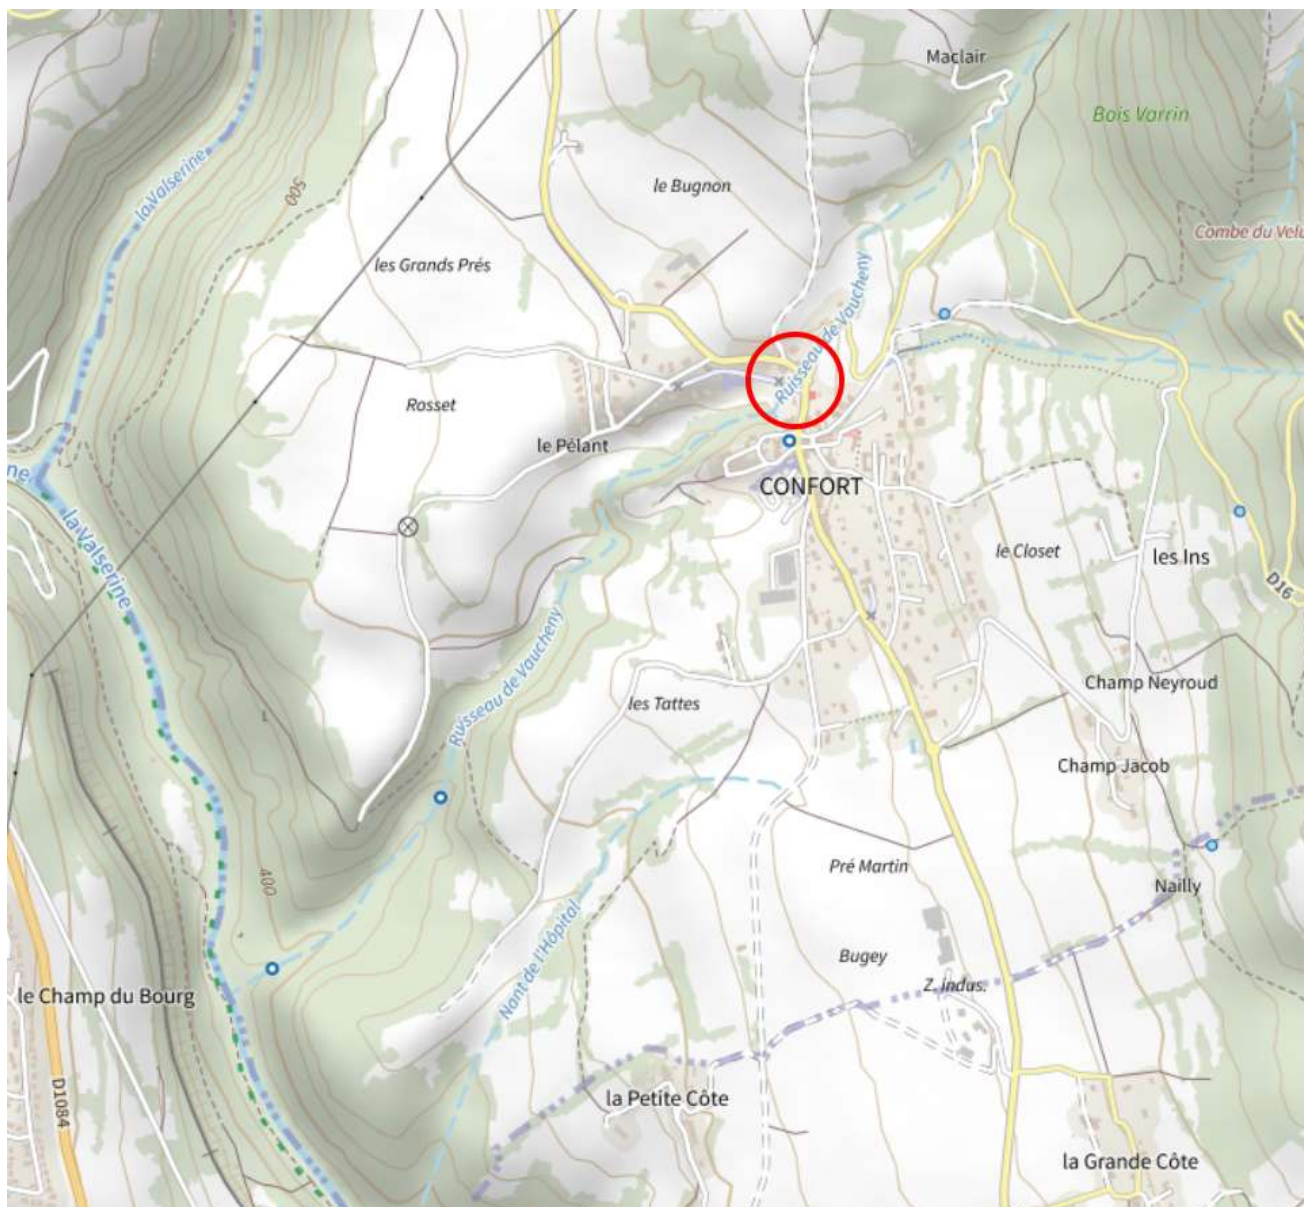 Maclair
Bois Varrin
la Valserine
le Bugnon
500
Combe du Velu
les Grands Prés
Ruisseau de Vaucheny
Rosset
le Pélant
ne
CONFORT
la Valserine
le Closet
les Ins
D16
Ruisseau de Vaucheny
Champ Neyroud
les Tattes
Champ Jacob
Pré Martin
400
Nailly
Nant de l'Hôpital
Bugey
Z. Indus.
le Champ du Bourg
D1084
la Petite Côte
la Grande Côte